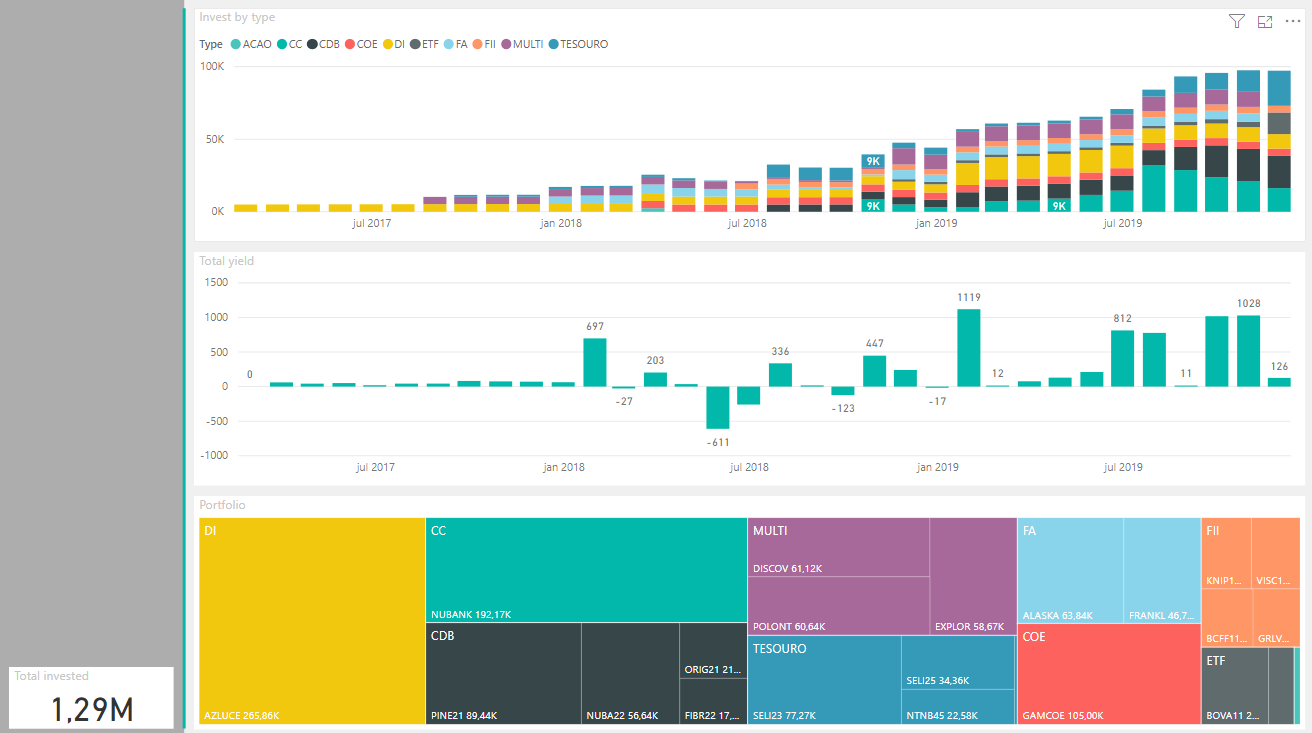 Invest by type
Type ACAO CC CDB COE DI ETF FA FII MULTI TESOURO
100K
50K
0K
9K
9K
9K
jul 2017 jan 2018 jul 2018 jan 2019 jul 2019
Total yield
1500
1000
500
0
-500
-1000
0
697
-27
203
-611
336
-123
447
-17
1119
12
812
11
1028
126
jul 2017 jan 2018 jul 2018 jan 2019 jul 2019
Portfolio
DI
AZLUCE 265,86K
CC
NUBANK 192,17K
CDB
PINE21 89,44K
NUBA22 56,64K
ORIG21 21...
FIBR22 17,...
MULTI
DISCOV 61,12K
POLONT 60,64K
EXPLOR 58,67K
TESOURO
SELI23 77,27K
SELI25 34,36K
NTNB45 22,58K
FA
ALASKA 63,84K
FRANKL 46,7...
COE
GAMCOE 105,00K
FII
KNIP1...
VISC1...
BCFF11...
GRLV...
ETF
BOVA11 2...
Total invested
1,29M